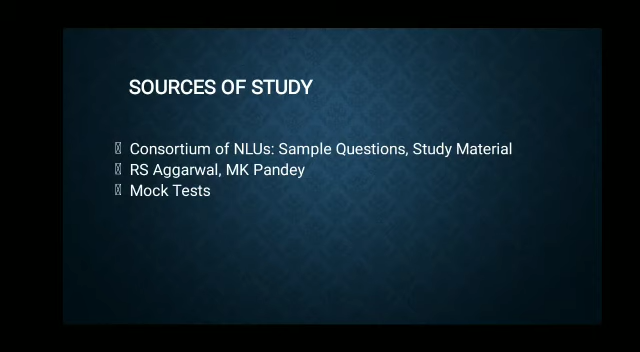 SOURCES OF STUDY
Consortium of NLUs: Sample Questions, Study Material
RS Aggarwal, MK Pandey
Mock Tests